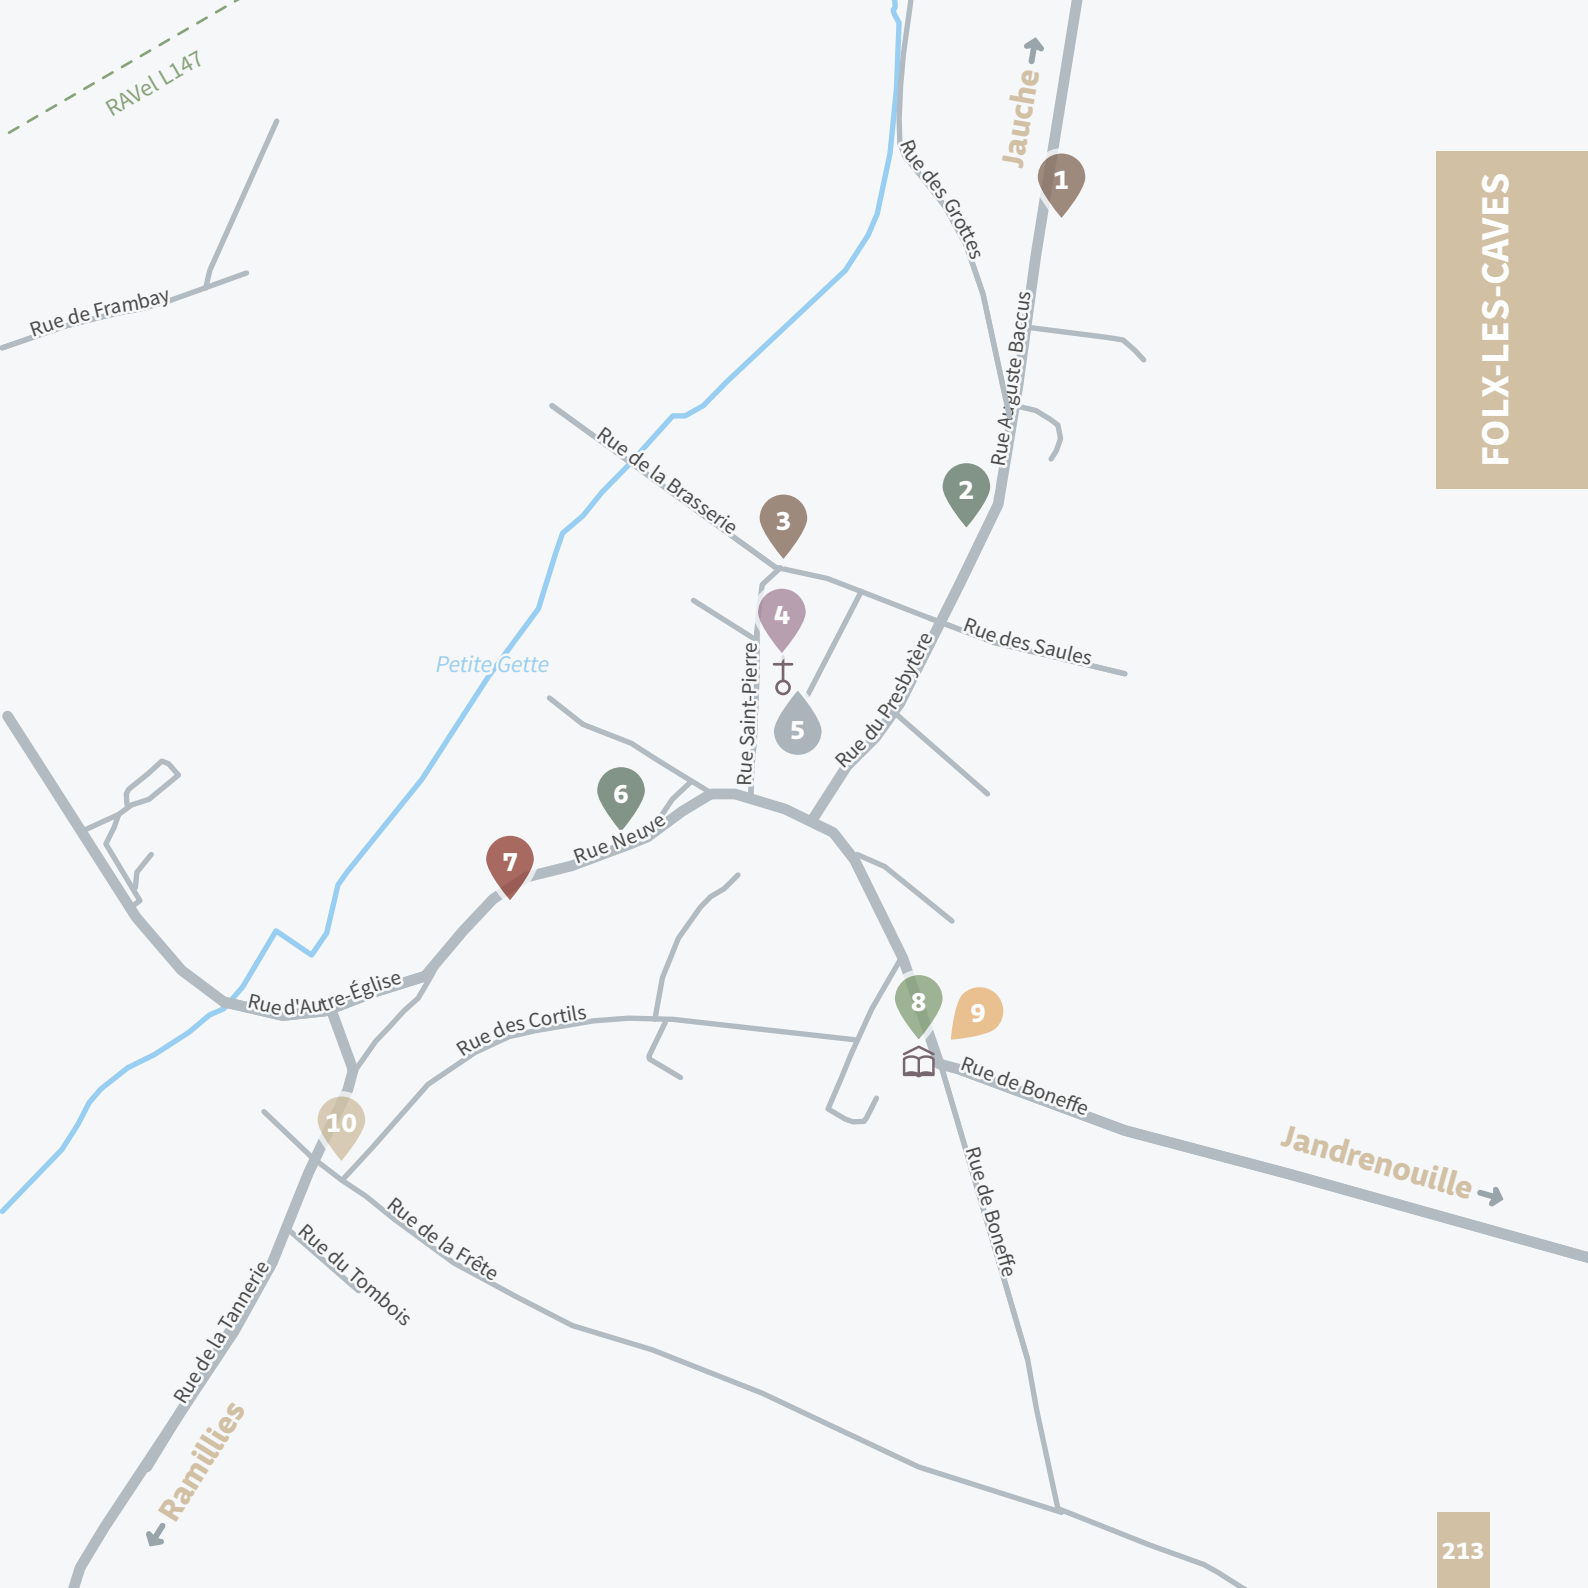 RAVel L147
Jauche
1
FOLX-LES-CAVES
Rue des Grottes
Rue de Frambay
Rue Auguste Baccus
Rue de la Brasserie
2
3
4
Rue des Saules
Petite Gette
Rue Saint-Pierre
Rue du Presbytère
5
6
Rue Neuve
7
Rue d'Autre-Église
8
9
Rue des Cortils
Rue de Boneffe
10
Jandrenouille
Rue de Boneffe
Rue de la Frête
Rue du Tombois
Rue de la Tannerie
Ramillies
213